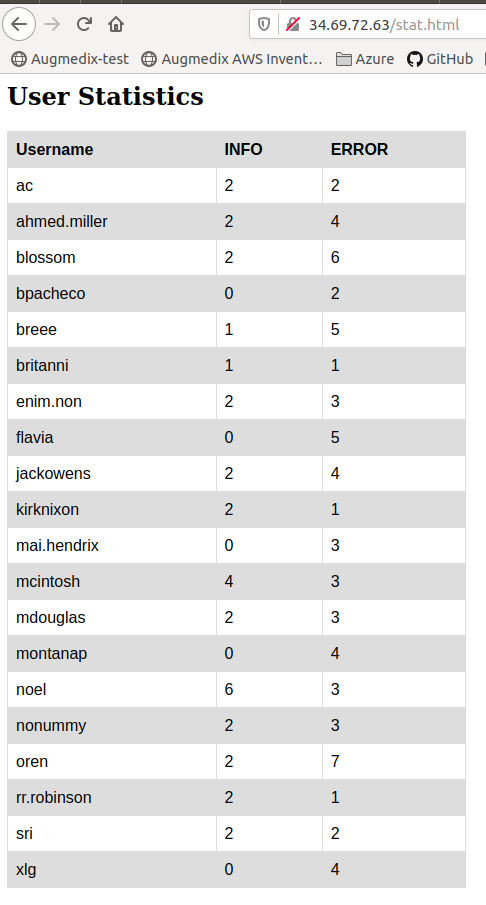 34.69.72.63/stat.html
Augmedix-test Augmedix AWS Invent… Azure GitHub
User Statistics
Username INFO ERROR
ac 2 2
ahmed.miller 2 4
blossom 2 6
bpacheco 0 2
breee 1 5
britanni 1 1
enim.non 2 3
flavia 0 5
jackowens 2 4
kirknixon 2 1
mai.hendrix 0 3
mcintosh 4 3
mdouglas 2 3
montanap 0 4
noel 6 3
nonummy 2 3
oren 2 7
rr.robinson 2 1
sri 2 2
xlg 0 4